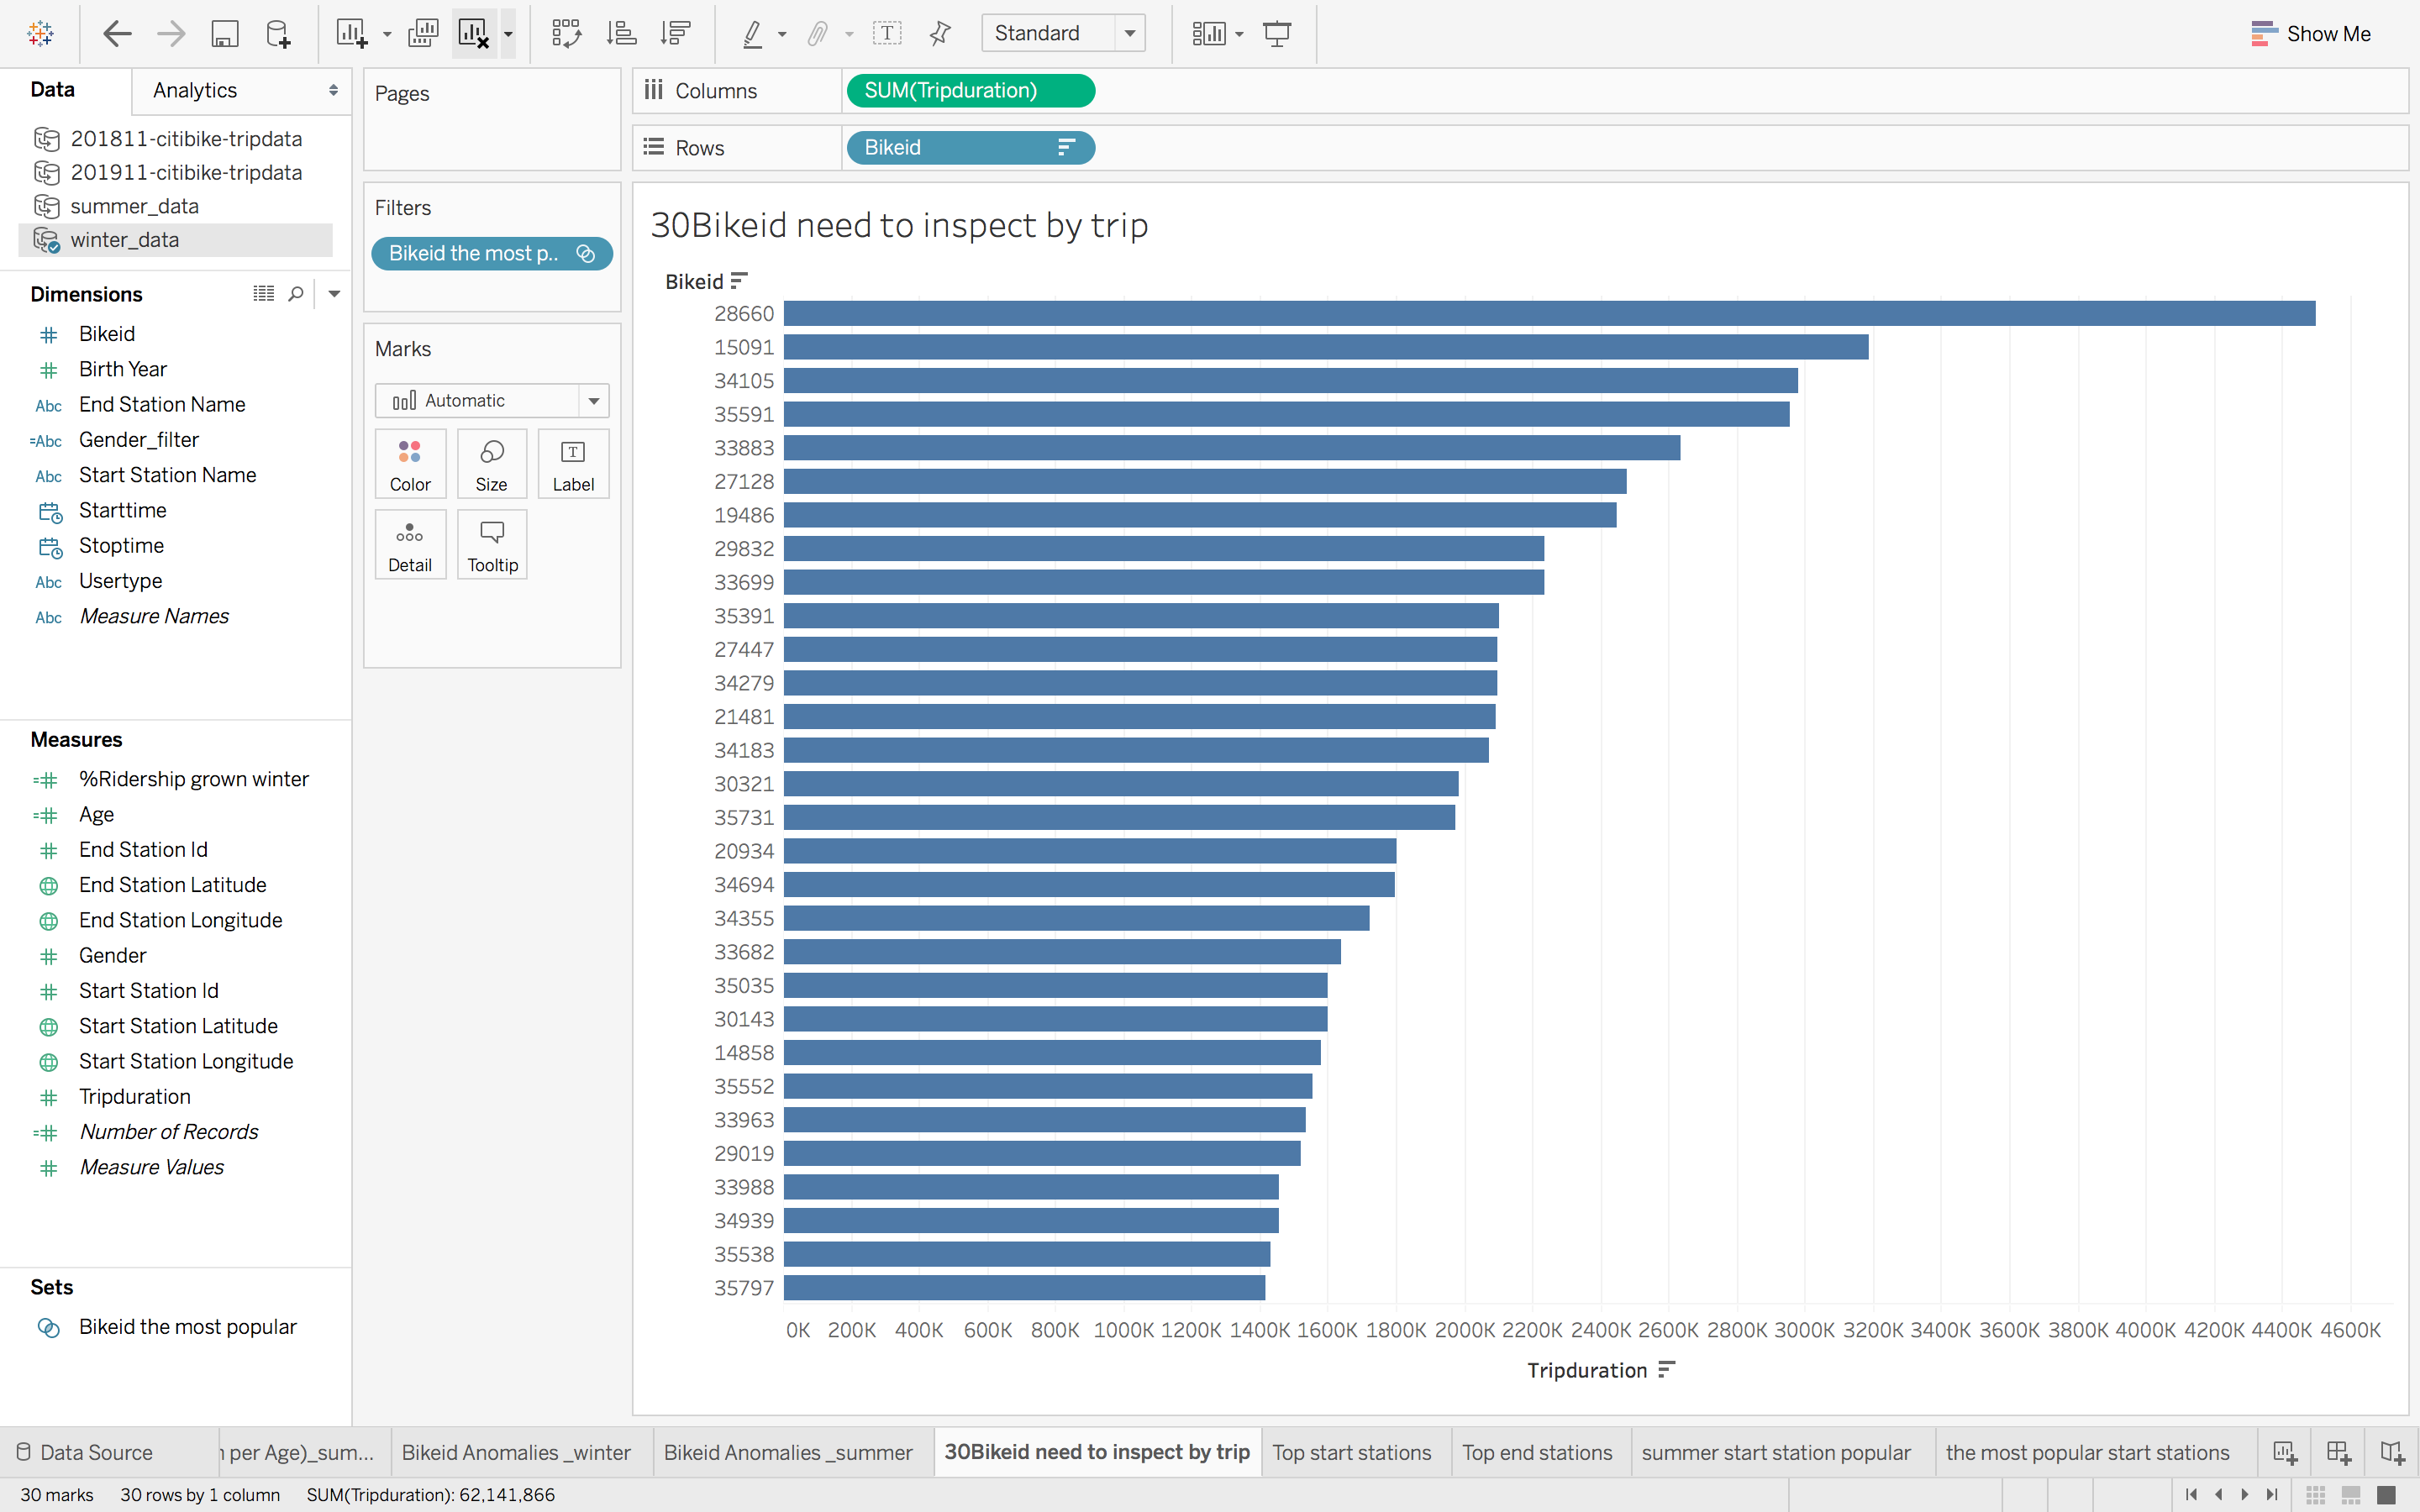 Standard
Show Me
Data
Analytics
201811-citibike-tripdata
201911-citibike-tripdata
summer_data
winter_data
Dimensions
# Bikeid
# Birth Year
Abc End Station Name
=Abc Gender_filter
Abc Start Station Name
Starttime
Stoptime
Abc Usertype
Abc Measure Names
Measures
=# %Ridership grown winter
=# Age
# End Station Id
End Station Latitude
End Station Longitude
# Gender
# Start Station Id
Start Station Latitude
Start Station Longitude
# Tripduration
=# Number of Records
# Measure Values
Sets
Bikeid the most popular
Pages
Filters
Bikeid the most p..
Marks
Automatic
Color
Size
Label
Detail
Tooltip
Columns
SUM(Tripduration)
Rows
Bikeid
30Bikeid need to inspect by trip
Bikeid
28660
15091
34105
35591
33883
27128
19486
29832
33699
35391
27447
34279
21481
34183
30321
35731
20934
34694
34355
33682
35035
30143
14858
35552
33963
29019
33988
34939
35538
35797
0K 200K 400K 600K 800K 1000K 1200K 1400K 1600K 1800K 2000K 2200K 2400K 2600K 2800K 3000K 3200K 3400K 3600K 3800K 4000K 4200K 4400K 4600K
Tripduration
Data Source
per Age)_sum...
Bikeid Anomalies _winter
Bikeid Anomalies _summer
30Bikeid need to inspect by trip
Top start stations
Top end stations
summer start station popular
the most popular start stations
30 marks 30 rows by 1 column SUM(Tripduration): 62,141,866